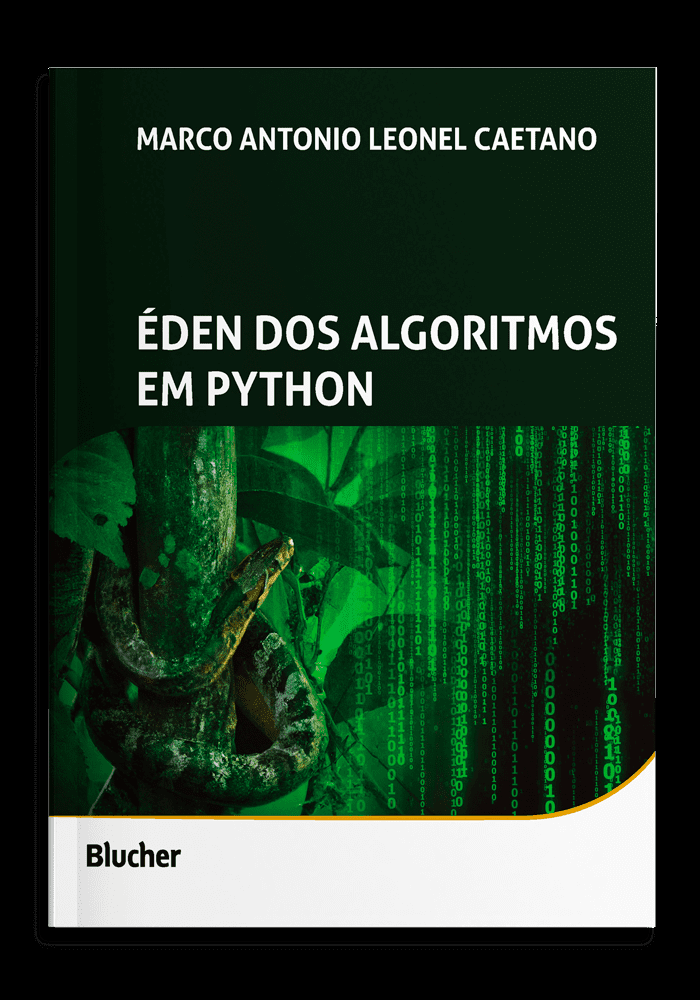 MARCO ANTONIO LEONEL CAETANO
ÉDEN DOS ALGORITMOS
EM PYTHON
Blucher